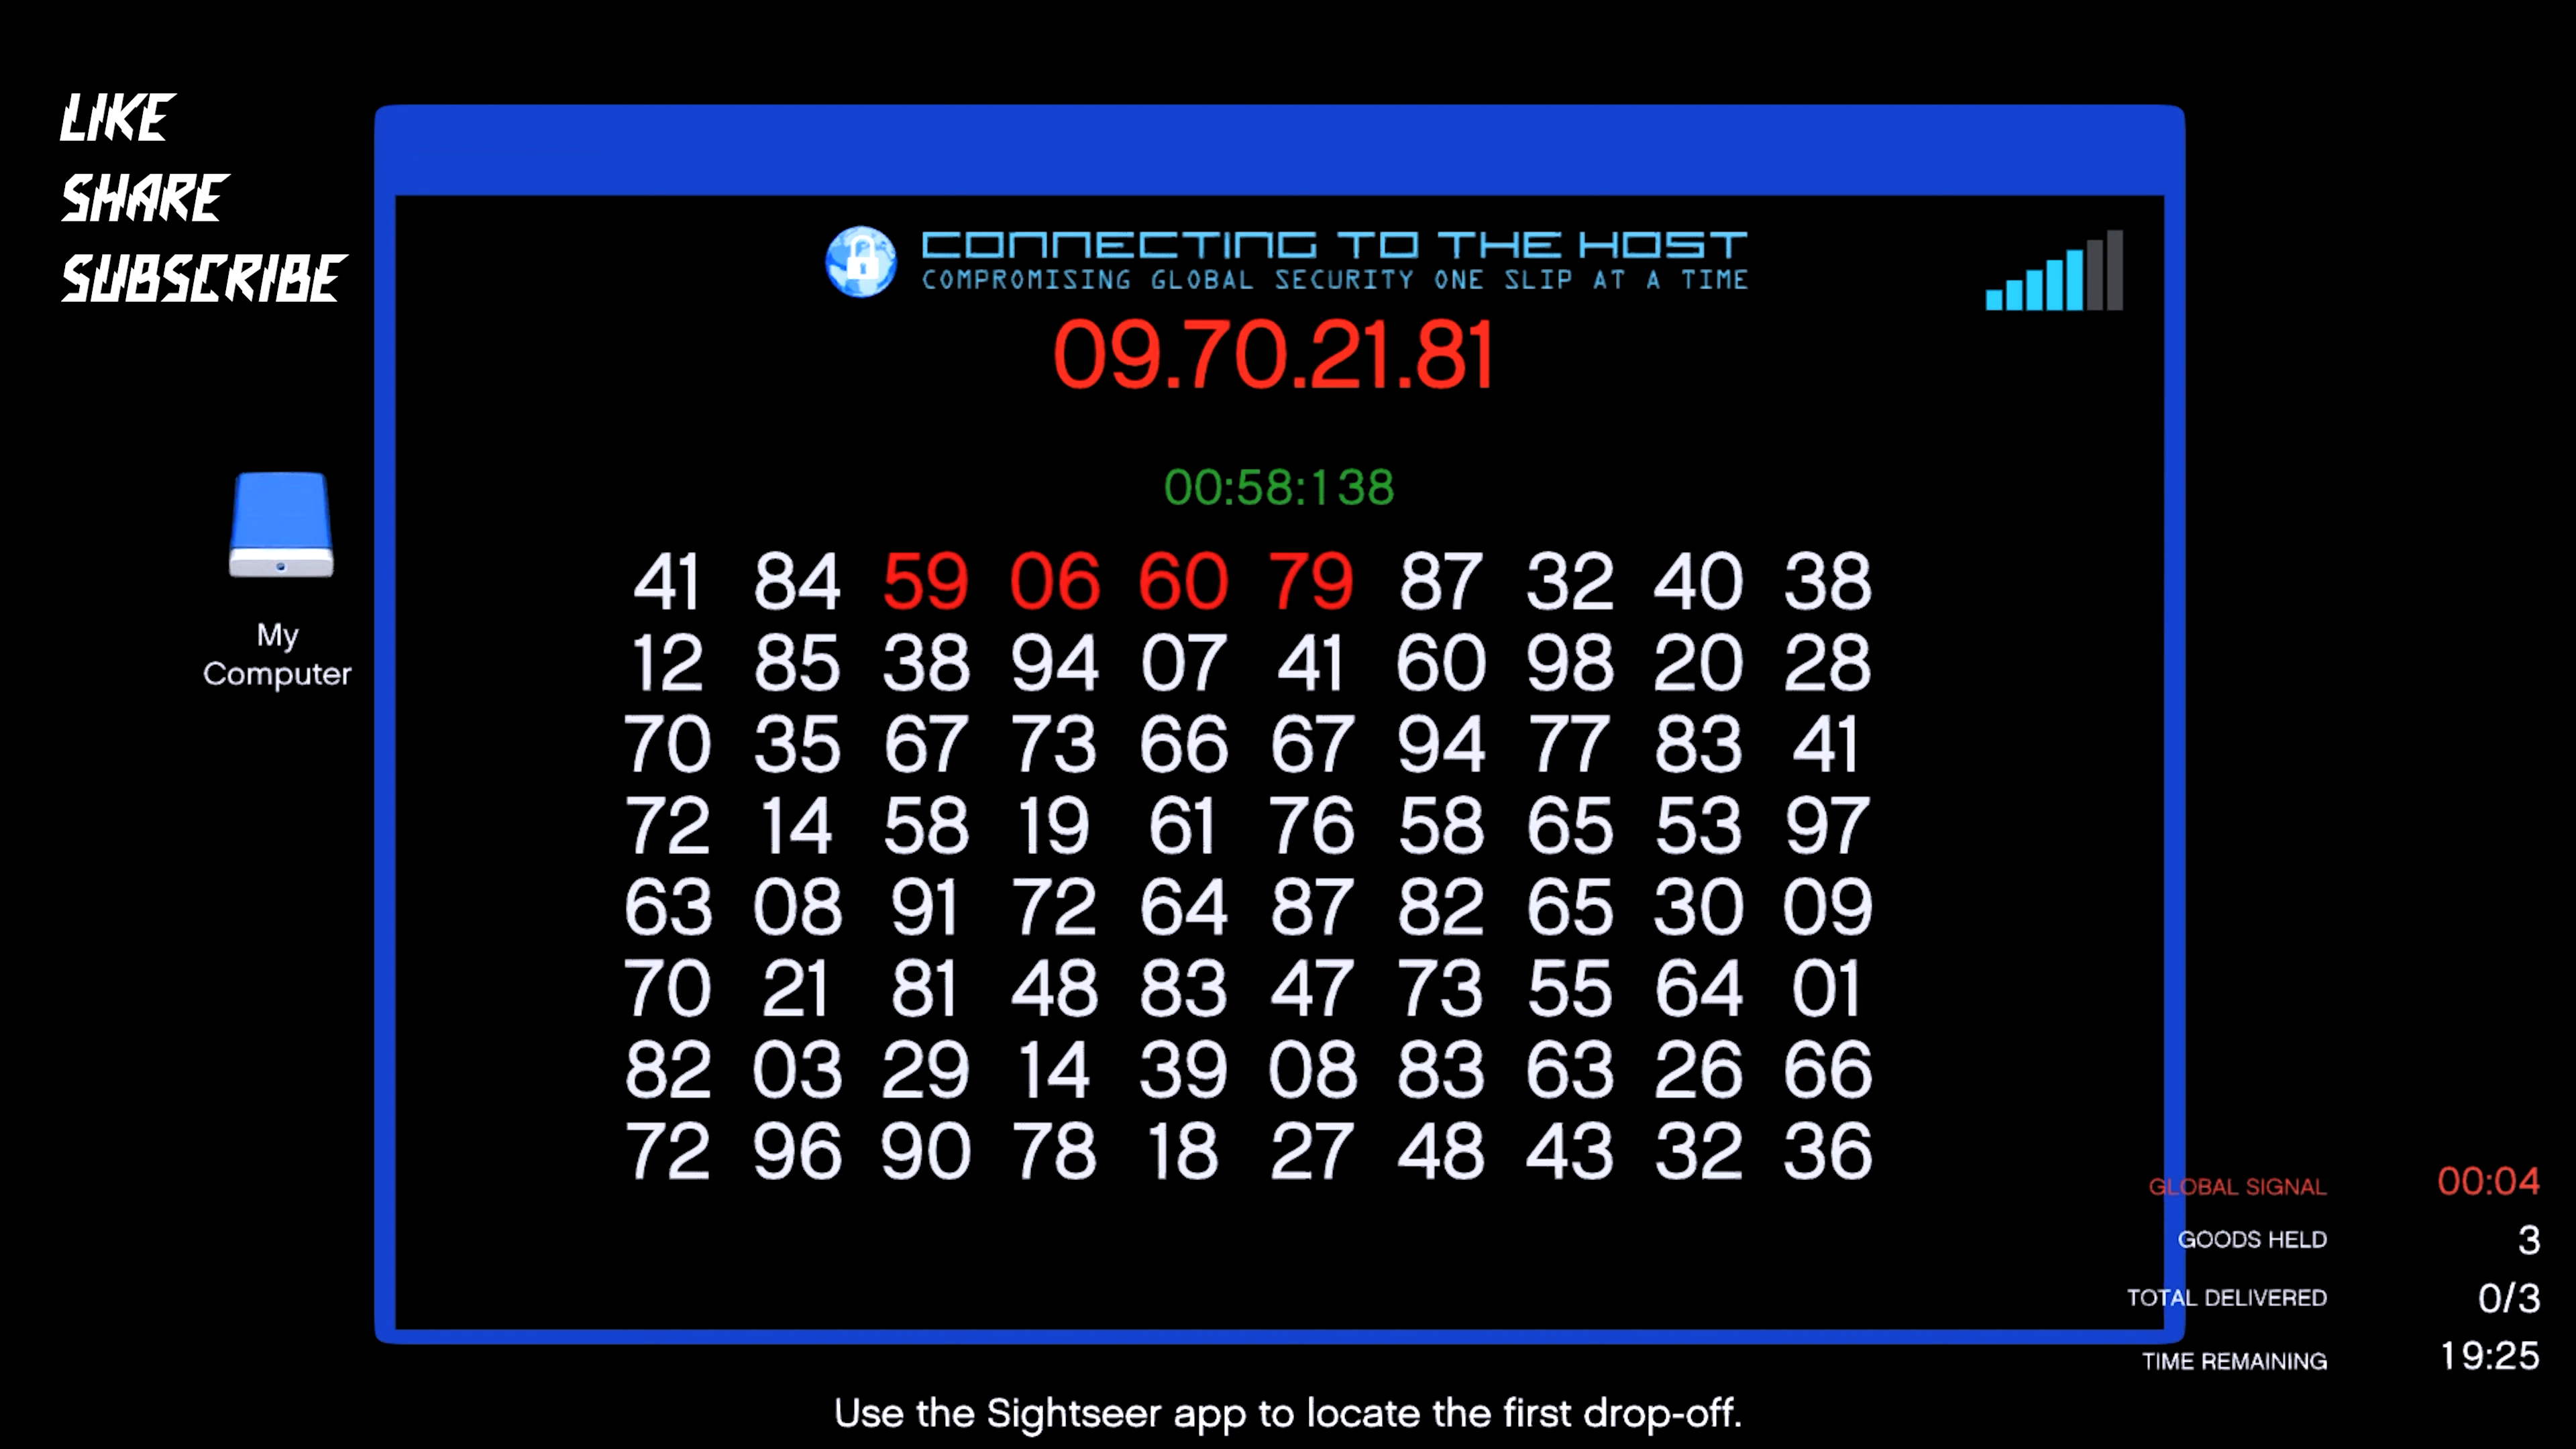 LIKE
SHARE
SUBSCRIBE
CONNECTING TO THE HOST
COMPROMISING GLOBAL SECURITY ONE SLIP AT A TIME
09.70.21.81
00:58:138
My
Computer
41 84 59 06 60 79 87 32 40 38
12 85 38 94 07 41 60 98 20 28
70 35 67 73 66 67 94 77 83 41
72 14 58 19 61 76 58 65 53 97
63 08 91 72 64 87 82 65 30 09
70 21 81 48 83 47 73 55 64 01
82 03 29 14 39 08 83 63 26 66
72 96 90 78 18 27 48 43 32 36
GLOBAL SIGNAL 00:04
GOODS HELD 3
TOTAL DELIVERED 0/3
TIME REMAINING 19:25
Use the Sightseer app to locate the first drop-off.